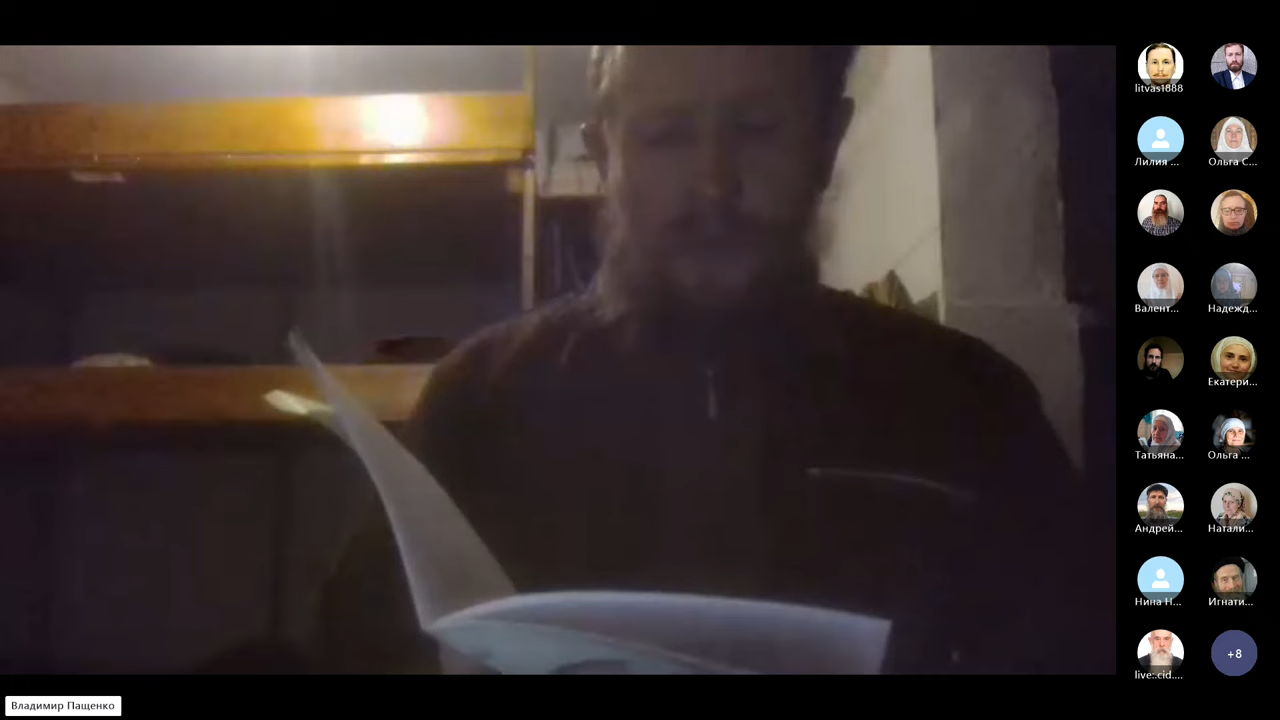 litvas1888
Лилия ...
Ольга С...
Валент...
Надежд...
Екатери...
Татьяна...
Ольга ...
Андрей...
Натали...
Нина Н...
Игнати...
live:.cid....
+8
Владимир Пащенко